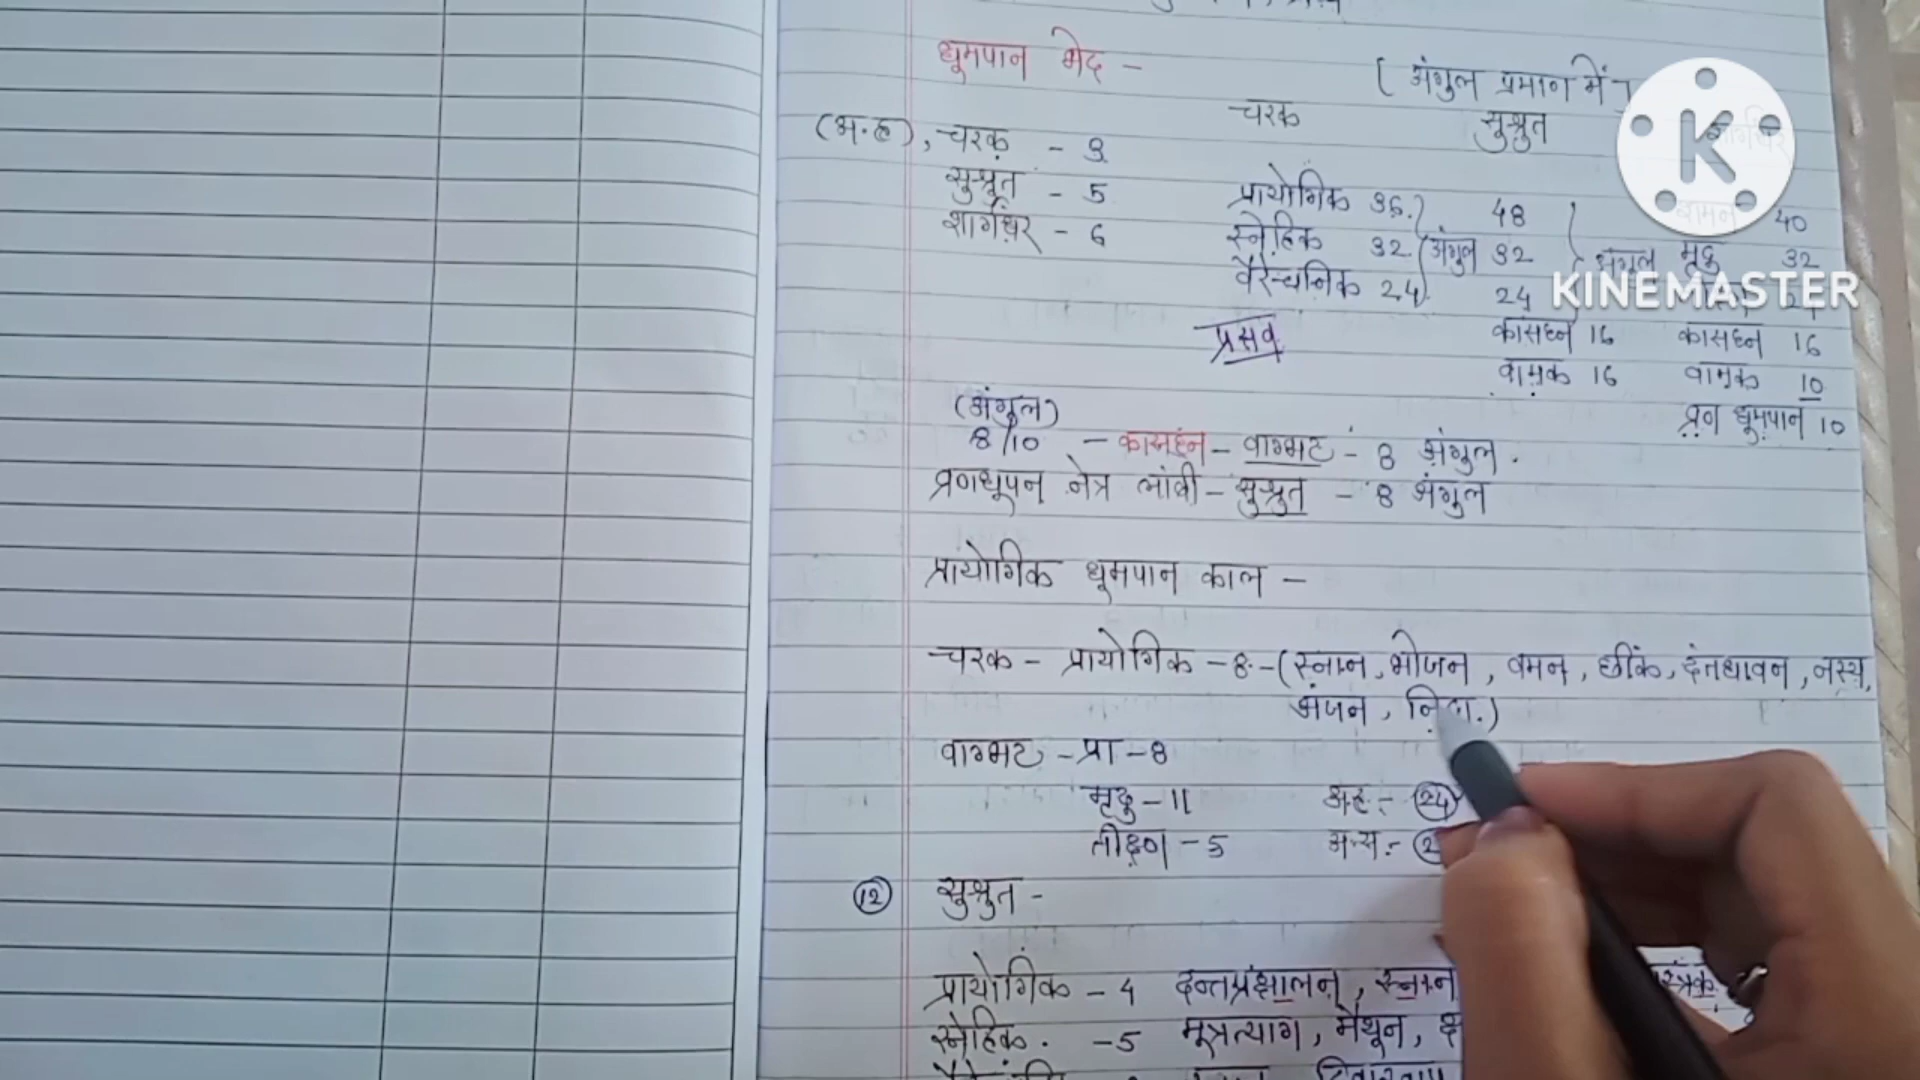 धूमपान भेद - [ अंगुल प्रमाण में ]
चरक सुश्रुत
(अ.ह), चरक - 3
सुश्रुत - 5 प्रायोगिक 36 48 शमन 40
शार्गधर - 6 स्नैहिक 32 अंगुल 32 अंगुल मृदु 32
वैरेचनिक 24 24
प्रसव कासघ्न 16 कासघ्न 16
वामक 16 वामक 10
(अंगुल) व्रण धूमपान 10
8/10 - कासघ्न - वाग्भट - 8 अंगुल .
व्रणधूपन नेत्र लांबी - सुश्रुत - 8 अंगुल
प्रायोगिक धूमपान काल -
चरक - प्रायोगिक - 8 - (स्नान, भोजन, वमन, छींक, दंतधावन, नस्य,
अंजन, निद्रा.)
वाग्भट - प्रा - 8
मृदु - 11 अ.ह. - 24
तीक्ष्ण - 5
12 सुश्रुत -
प्रायोगिक - 4 दन्तप्रक्षालन, स्नान
स्नैहिक. - 5 मूत्रत्याग, मैथुन,
K
KINEMASTER